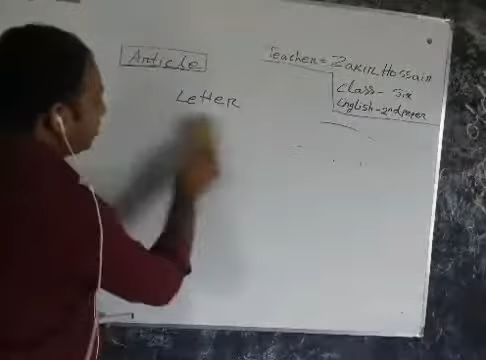 Article
Teacher= Zakir Hossain
Class- Six
English-2nd paper
Letter